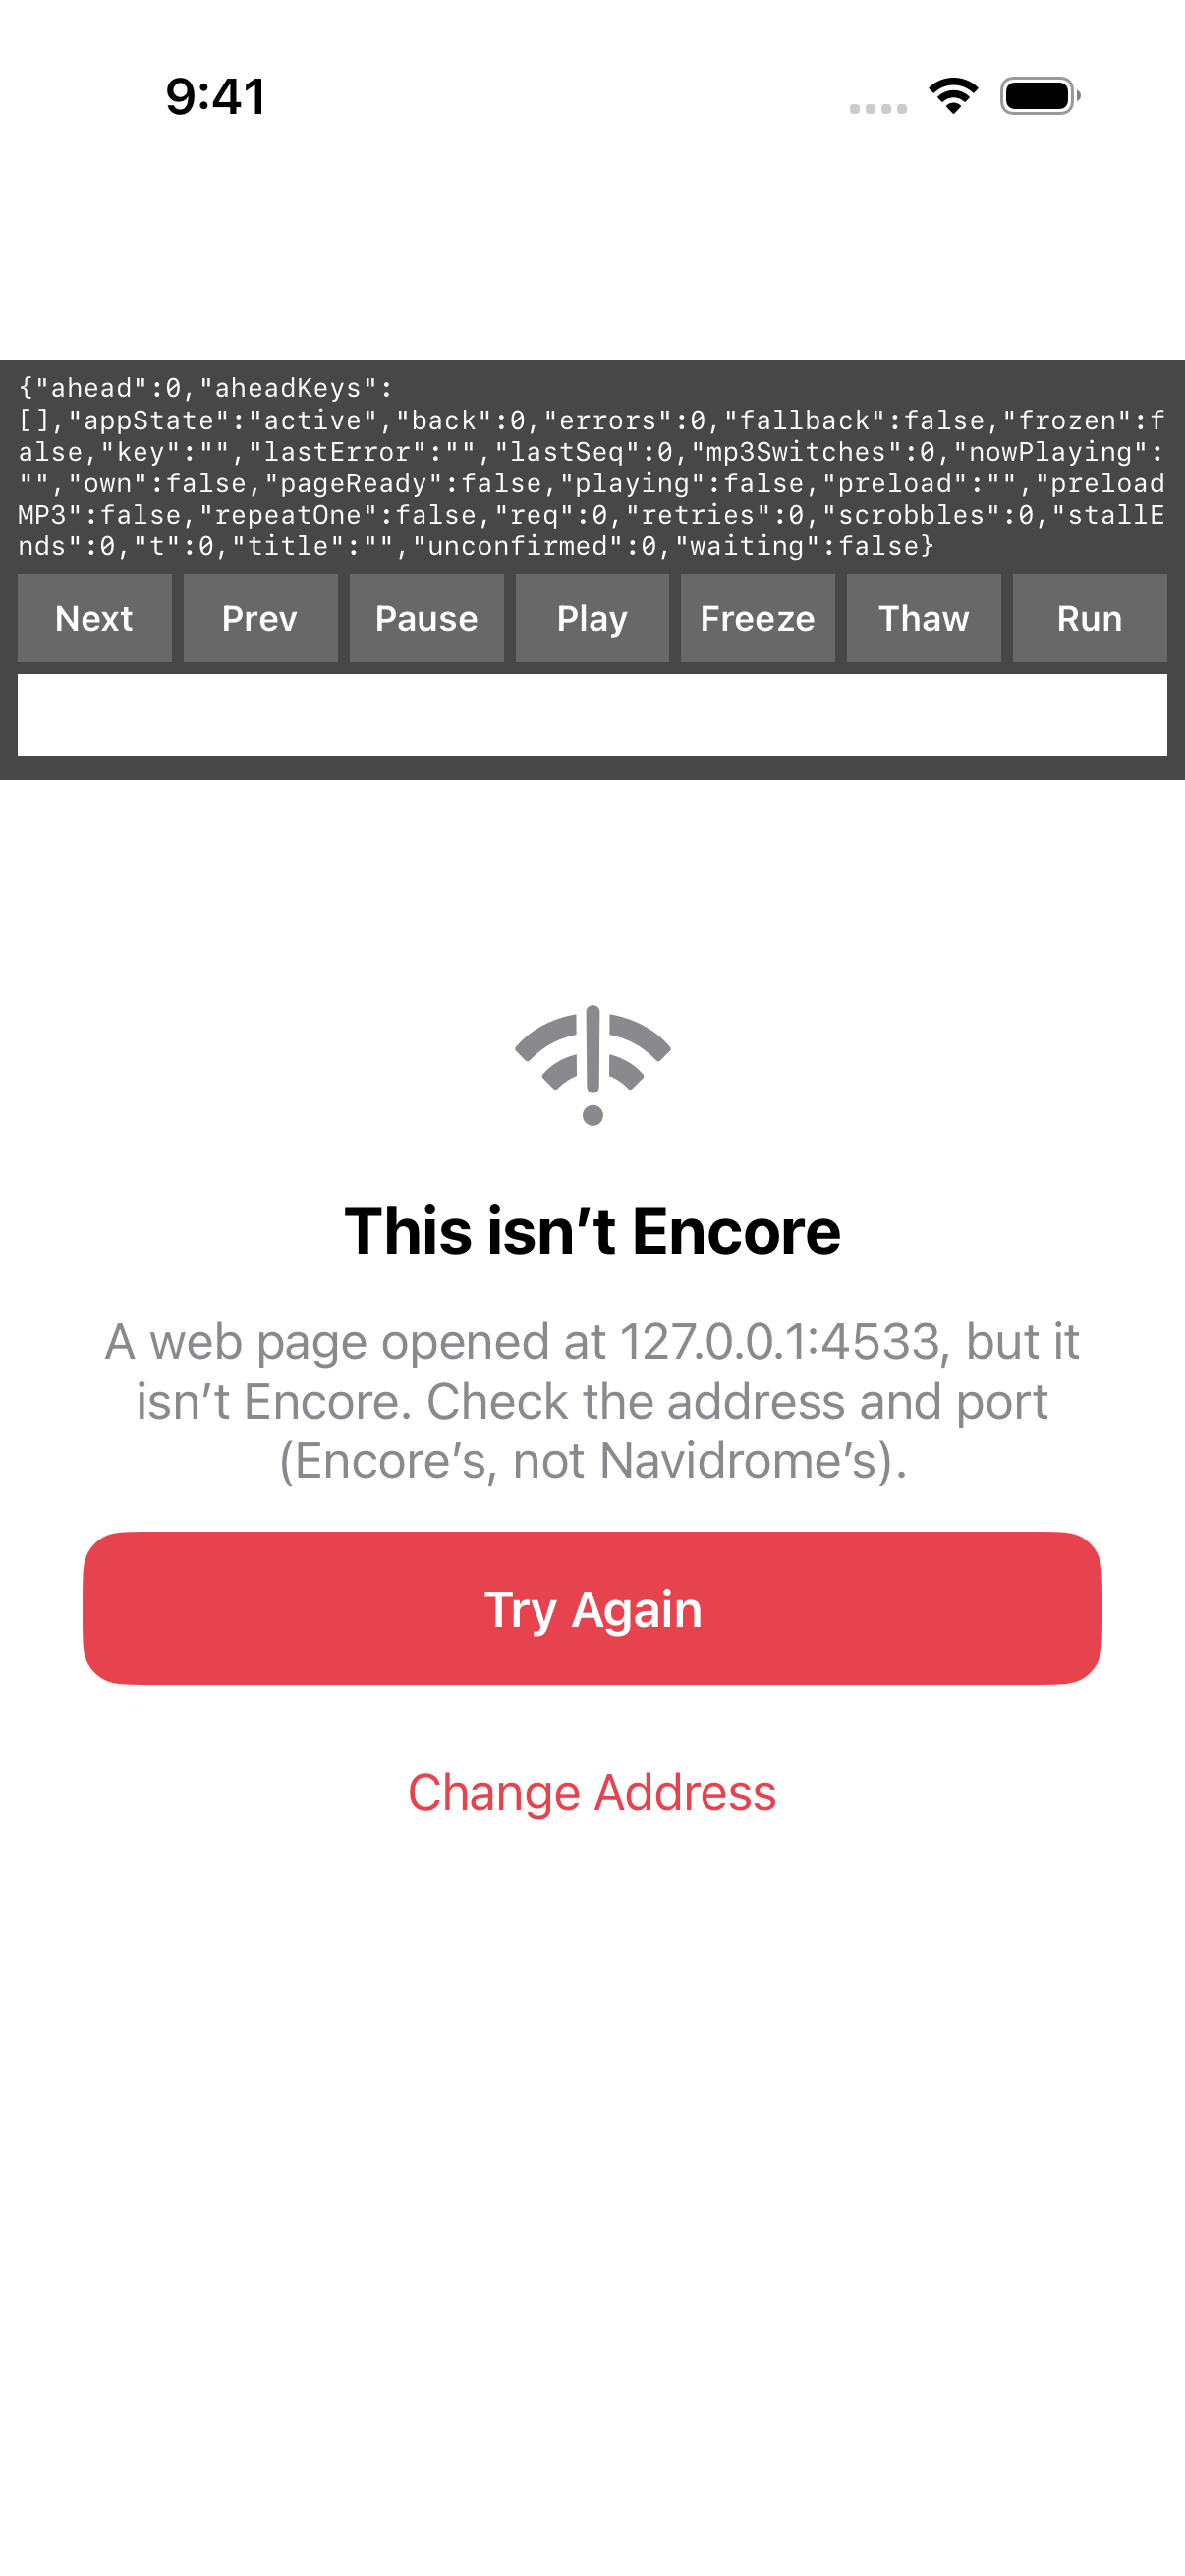 9:41
{"ahead":0,"aheadKeys":
[],"appState":"active","back":0,"errors":0,"fallback":false,"frozen":f
alse,"key":"","lastError":"","lastSeq":0,"mp3Switches":0,"nowPlaying":
"","own":false,"pageReady":false,"playing":false,"preload":"","preload
MP3":false,"repeatOne":false,"req":0,"retries":0,"scrobbles":0,"stallE
nds":0,"t":0,"title":"","unconfirmed":0,"waiting":false}
Next Prev Pause Play Freeze Thaw Run
This isn’t Encore
A web page opened at 127.0.0.1:4533, but it
isn’t Encore. Check the address and port
(Encore’s, not Navidrome’s).
Try Again
Change Address